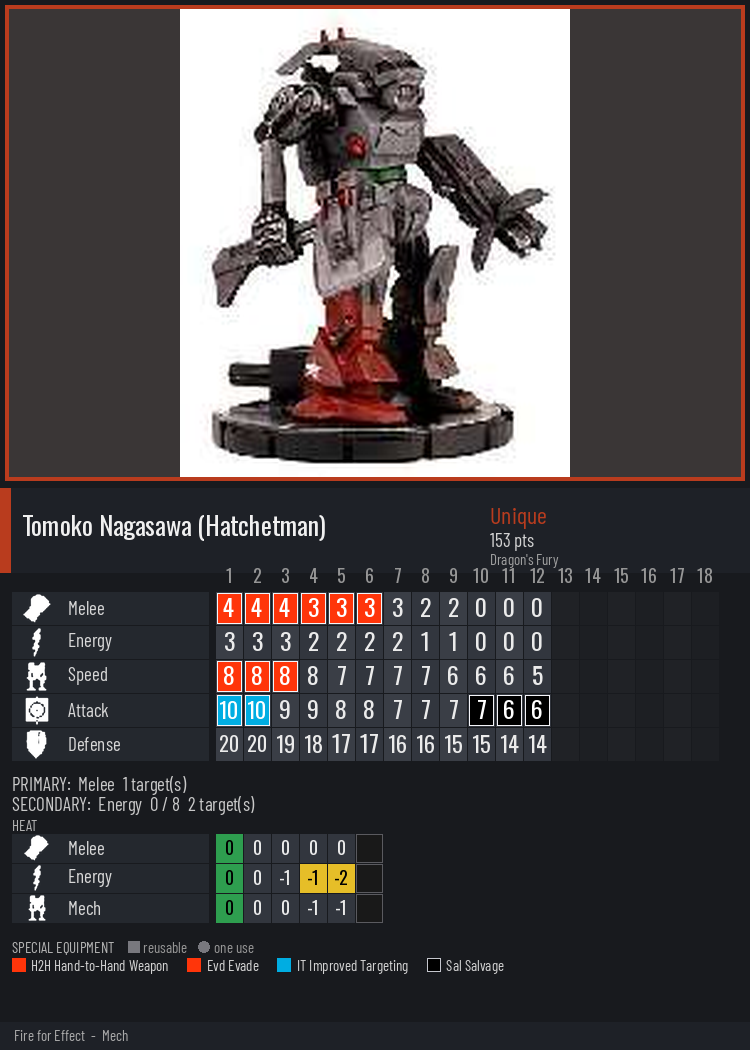 Tomoko Nagasawa (Hatchetman)
Unique
153 pts
Dragon's Fury
1 2 3 4 5 6 7 8 9 10 11 12 13 14 15 16 17 18
Melee 4 4 4 3 3 3 3 2 2 0 0 0
Energy 3 3 3 2 2 2 2 1 1 0 0 0
Speed 8 8 8 8 7 7 7 7 6 6 6 5
Attack 10 10 9 9 8 8 7 7 7 7 6 6
Defense 20 20 19 18 17 17 16 16 15 15 14 14
PRIMARY: Melee 1 target(s)
SECONDARY: Energy 0 / 8 2 target(s)
HEAT
Melee 0 0 0 0 0
Energy 0 0 -1 -1 -2
Mech 0 0 0 -1 -1
SPECIAL EQUIPMENT reusable one use
H2H Hand-to-Hand Weapon Evd Evade IT Improved Targeting Sal Salvage
Fire for Effect - Mech